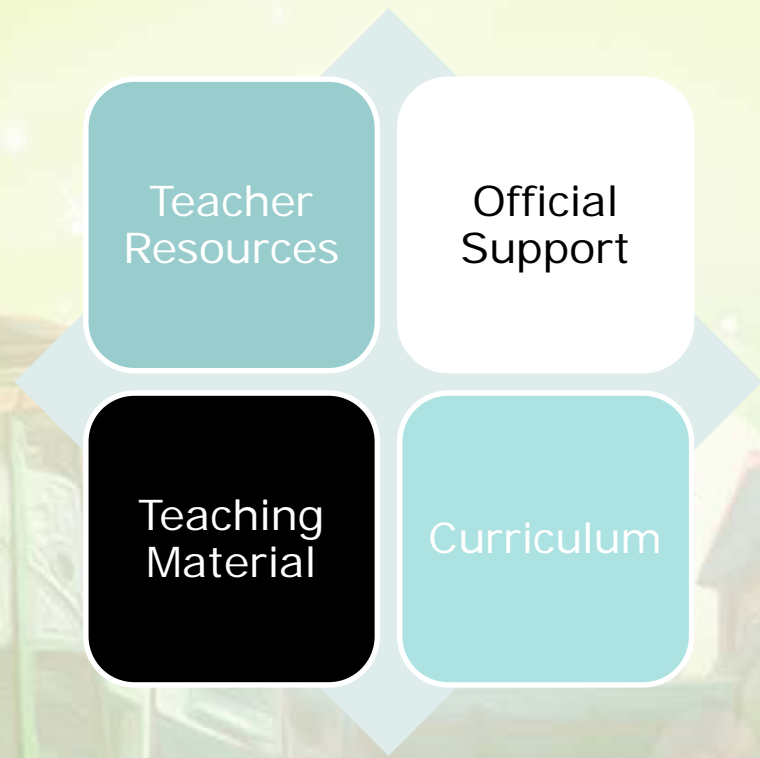 Teacher
Resources
Official
Support
Teaching
Material
Curriculum